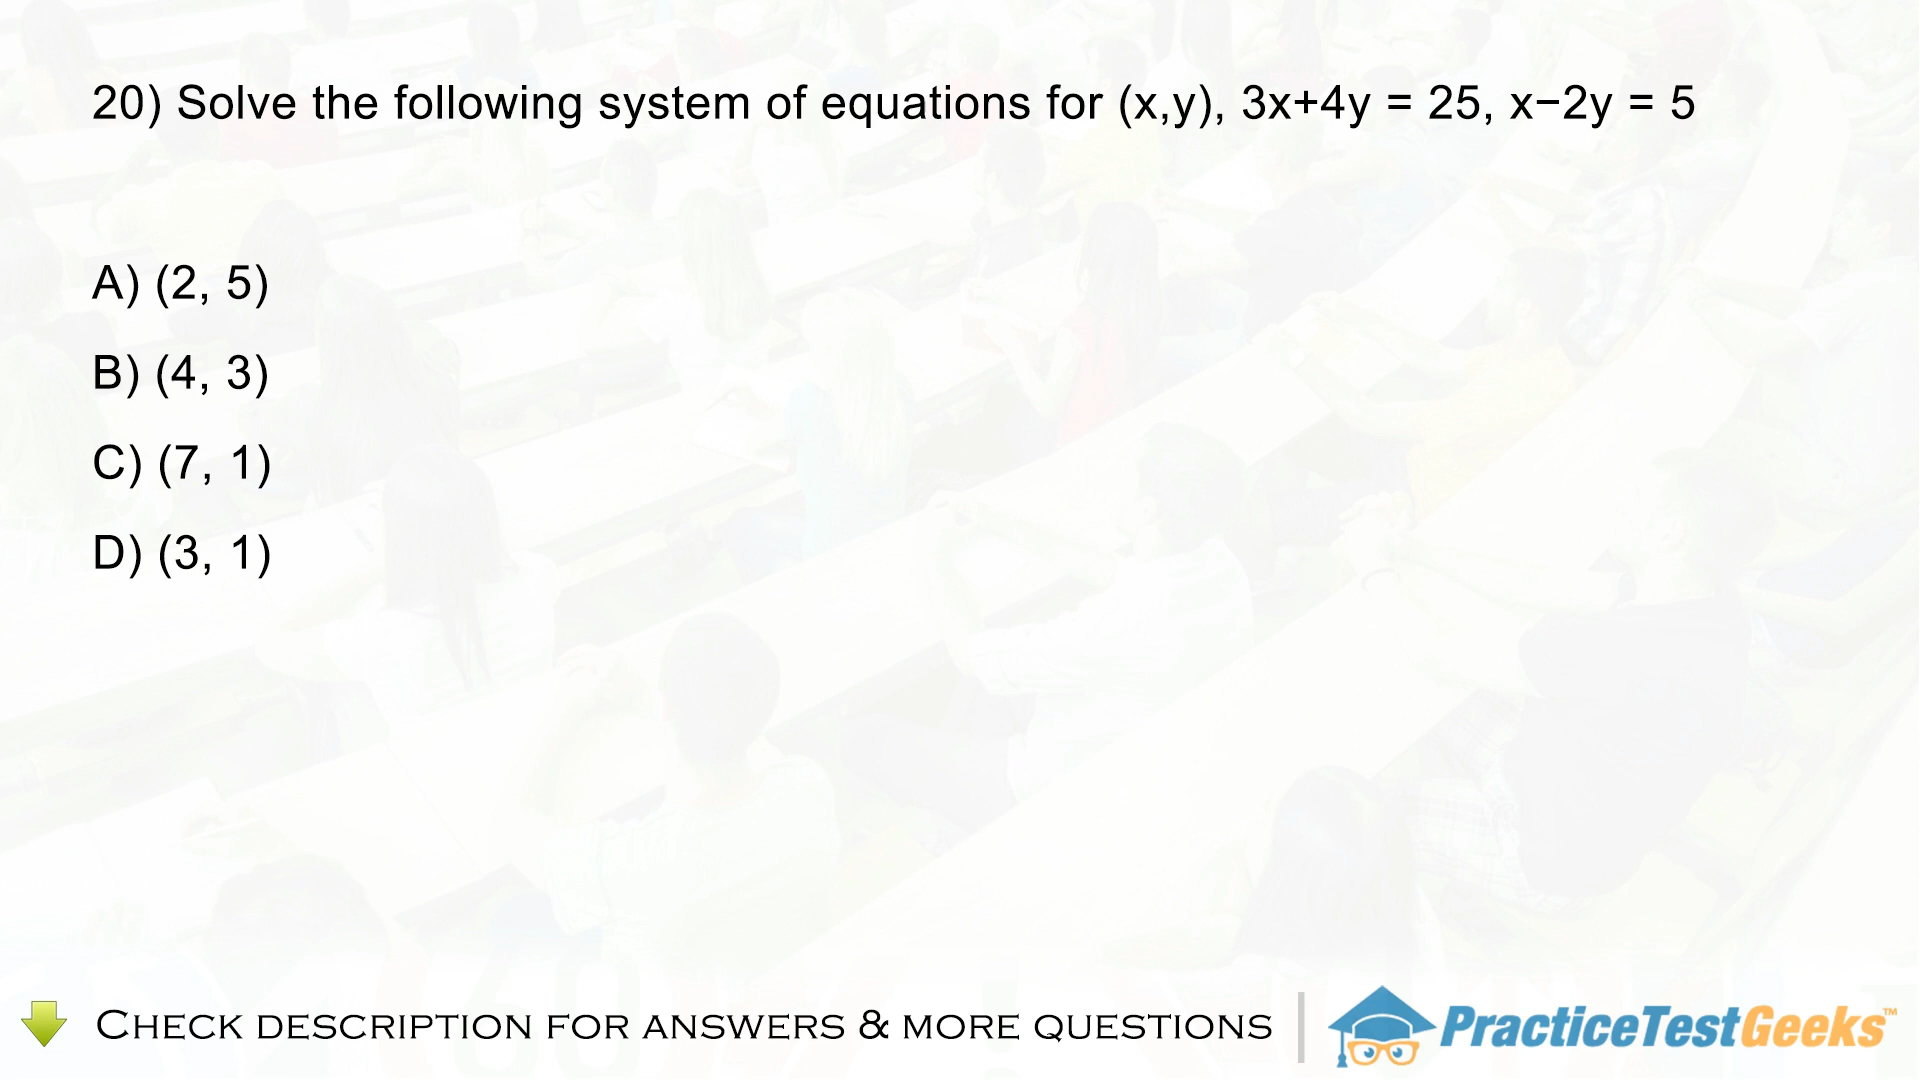 20) Solve the following system of equations for (x,y), 3x+4y = 25, x−2y = 5
A) (2, 5)
B) (4, 3)
C) (7, 1)
D) (3, 1)
Check description for answers & more questions
PracticeTestGeeks™